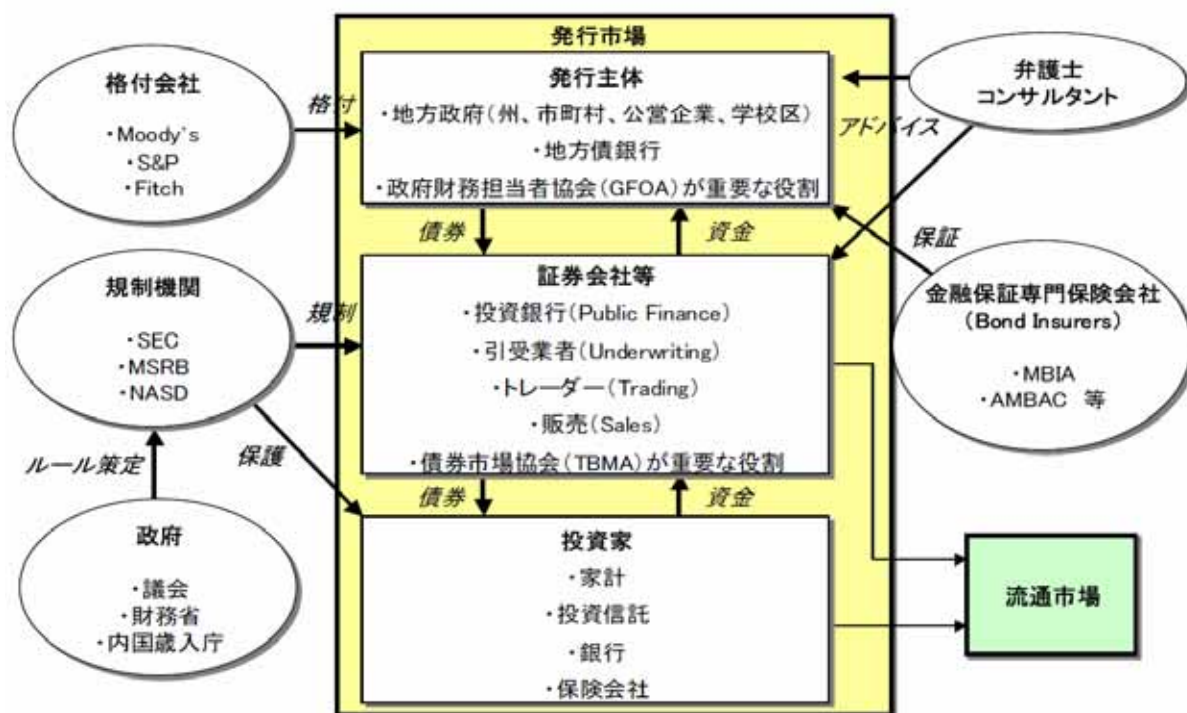 発行市場
格付会社
・Moody's
・S&P
・Fitch
格付
発行主体
・地方政府(州、市町村、公営企業、学校区)
・地方債銀行
・政府財務担当者協会(GFOA)が重要な役割
弁護士
コンサルタント
アドバイス
債券
資金
保証
規制機関
・SEC
・MSRB
・NASD
規制
証券会社等
・投資銀行(Public Finance)
・引受業者(Underwriting)
・トレーダー(Trading)
・販売(Sales)
・債券市場協会(TBMA)が重要な役割
金融保証専門保険会社
(Bond Insurers)
・MBIA
・AMBAC 等
ルール策定
保護
債券
資金
政府
・議会
・財務省
・内国歳入庁
投資家
・家計
・投資信託
・銀行
・保険会社
流通市場